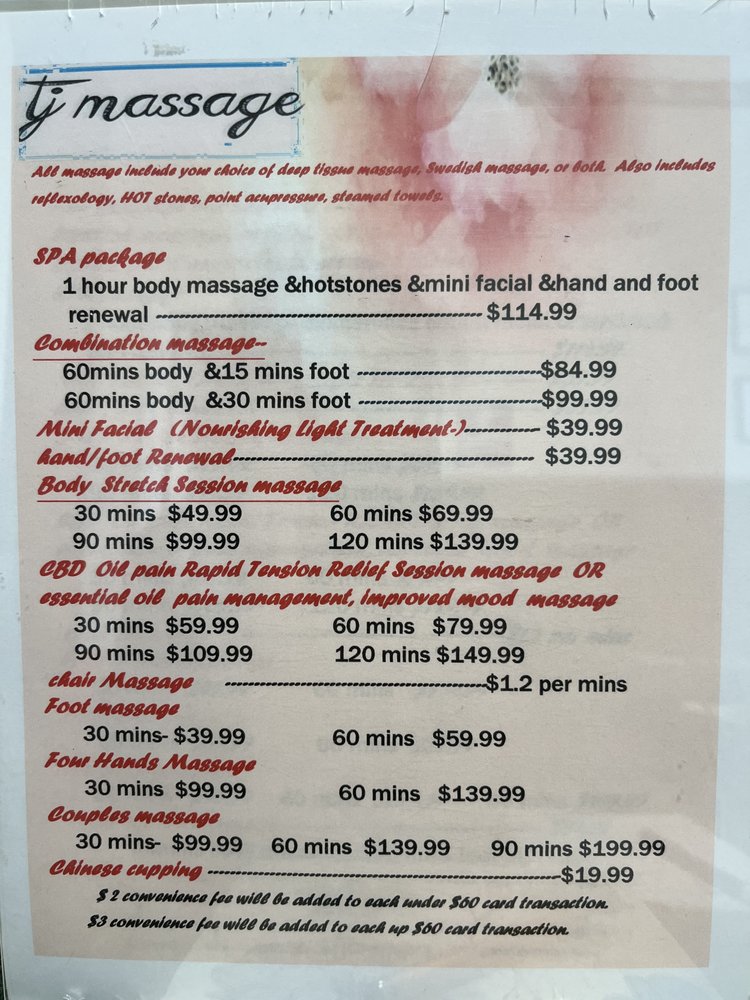 tj massage
All massage include your choice of deep tissue massage, Swedish massage, or both. Also includes
reflexology, HOT stones, point acupressure, steamed towels.
SPA package
1 hour body massage &hotstones &mini facial &hand and foot
renewal ---------------------------------------------- $114.99
Combination massage--
60mins body &15 mins foot --------------------------$84.99
60mins body &30 mins foot --------------------------$99.99
Mini Facial (Nourishing Light Treatment-)----------- $39.99
hand/foot Renewal------------------------------------------ $39.99
Body Stretch Session massage
30 mins $49.99 60 mins $69.99
90 mins $99.99 120 mins $139.99
CBD Oil pain Rapid Tension Relief Session massage OR
essential oil pain management, improved mood massage
30 mins $59.99 60 mins $79.99
90 mins $109.99 120 mins $149.99
chair Massage -------------------------------------$1.2 per mins
Foot massage
30 mins- $39.99 60 mins $59.99
Four Hands Massage
30 mins $99.99 60 mins $139.99
Couples massage
30 mins- $99.99 60 mins $139.99 90 mins $199.99
Chinese cupping --------------------------------------------------$19.99
$ 2 convenience fee will be added to each under $60 card transaction.
$3 convenience fee will be added to each up $60 card transaction.